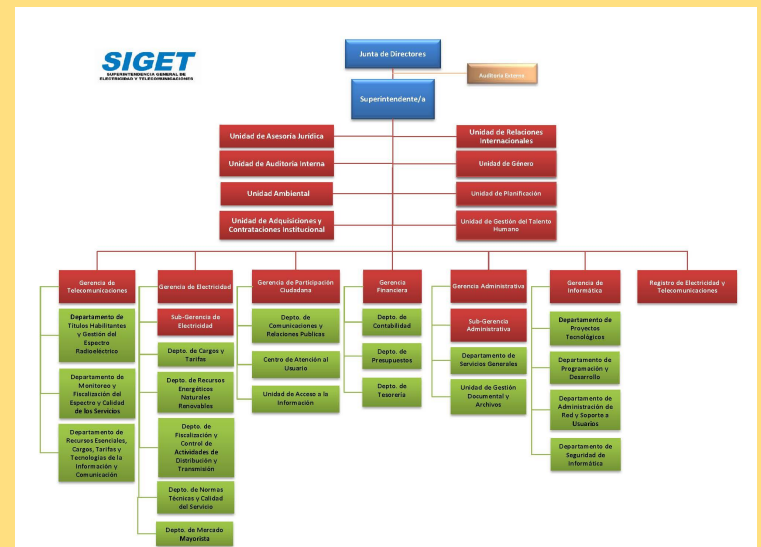 SIGET
SUPERINTENDENCIA GENERAL DE
ELECTRICIDAD Y TELECOMUNICACIONES
Junta de Directores
Auditoria Externa
Superintendente/a
Unidad de Asesoría Jurídica
Unidad de Relaciones
Internacionales
Unidad de Auditoria Interna
Unidad de Género
Unidad Ambiental
Unidad de Planificación
Unidad de Adquisiciones y
Contrataciones Institucional
Unidad de Gestión del Talento
Humano
Gerencia de
Telecomunicaciones
Departamento de
Títulos Habilitantes
y Gestión del
Espectro
Radioeléctrico
Departamento de
Monitoreo y
Fiscalización del
Espectro y Calidad
de los Servicios
Departamento de
Recursos Esenciales,
Cargos, Tarifas y
Tecnologías de la
Información y
Comunicación
Gerencia de Electricidad
Sub-Gerencia de
Electricidad
Depto. de Cargos y
Tarifas
Depto. de Recursos
Energéticos
Naturales
Renovables
Depto. de
Fiscalización y
Control de
Actividades de
Distribución y
Transmisión
Depto. de Normas
Técnicas y Calidad
del Servicio
Depto. de Mercado
Mayorista
Gerencia de Participación
Ciudadana
Depto. de
Comunicaciones y
Relaciones Publicas
Centro de Atención al
Usuario
Unidad de Acceso a la
Información
Gerencia
Financiera
Depto. de
Contabilidad
Depto. de
Presupuestos
Depto. de
Tesorería
Gerencia Administrativa
Sub-Gerencia
Administrativa
Departamento de
Servicios Generales
Unidad de Gestión
Documental y
Archivos
Gerencia de
Informática
Departamento de
Proyectos
Tecnológicos
Departamento de
Programación y
Desarrollo
Departamento de
Administración de
Red y Soporte a
Usuarios
Departamento de
Seguridad de
Informática
Registro de Electricidad y
Telecomunicaciones